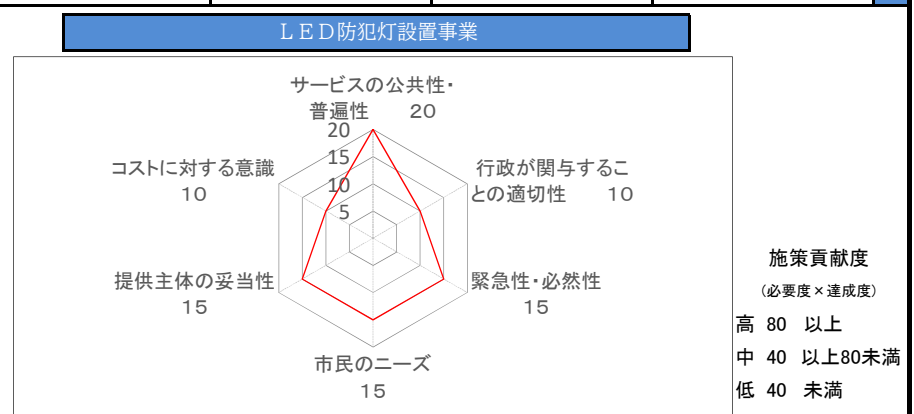 ＬＥＤ防犯灯設置事業
サービスの公共性・
普遍性　20
20
15
10
5
コストに対する意識
10
行政が関与するこ
との適切性　10
提供主体の妥当性
15
緊急性・必然性
15
市民のニーズ
15
施策貢献度
（必要度×達成度）
高 80 以上
中 40 以上80未満
低 40 未満